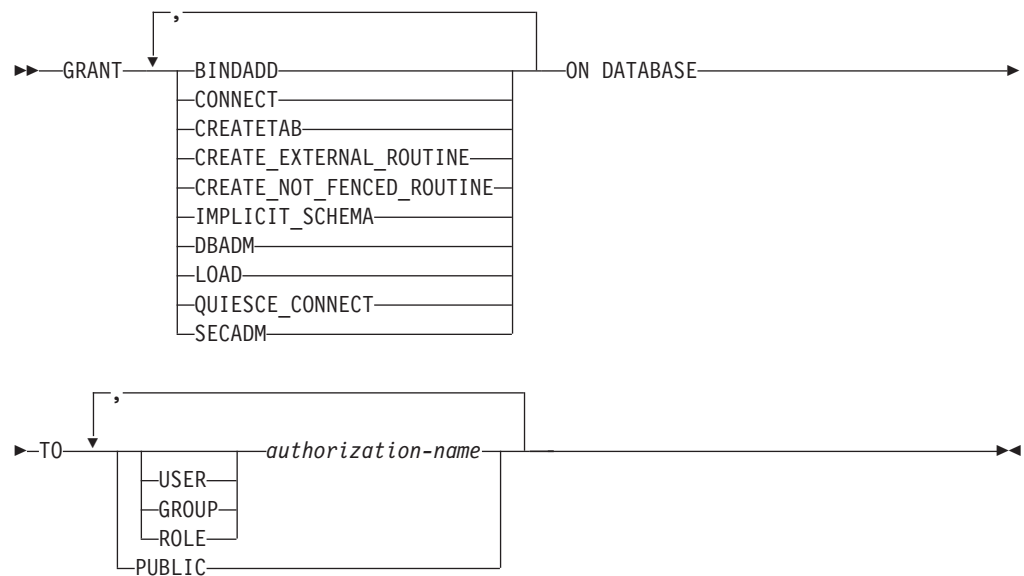 ,
GRANT BINDADD ON DATABASE
CONNECT
CREATETAB
CREATE_EXTERNAL_ROUTINE
CREATE_NOT_FENCED_ROUTINE
IMPLICIT_SCHEMA
DBADM
LOAD
QUIESCE_CONNECT
SECADM
,
TO authorization-name
USER
GROUP
ROLE
PUBLIC